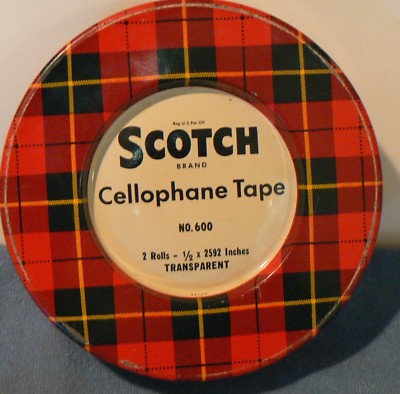 Reg U S Pat Off
SCOTCH
BRAND
Cellophane Tape
NO. 600
2 Rolls - 1/2 x 2592 Inches
TRANSPARENT